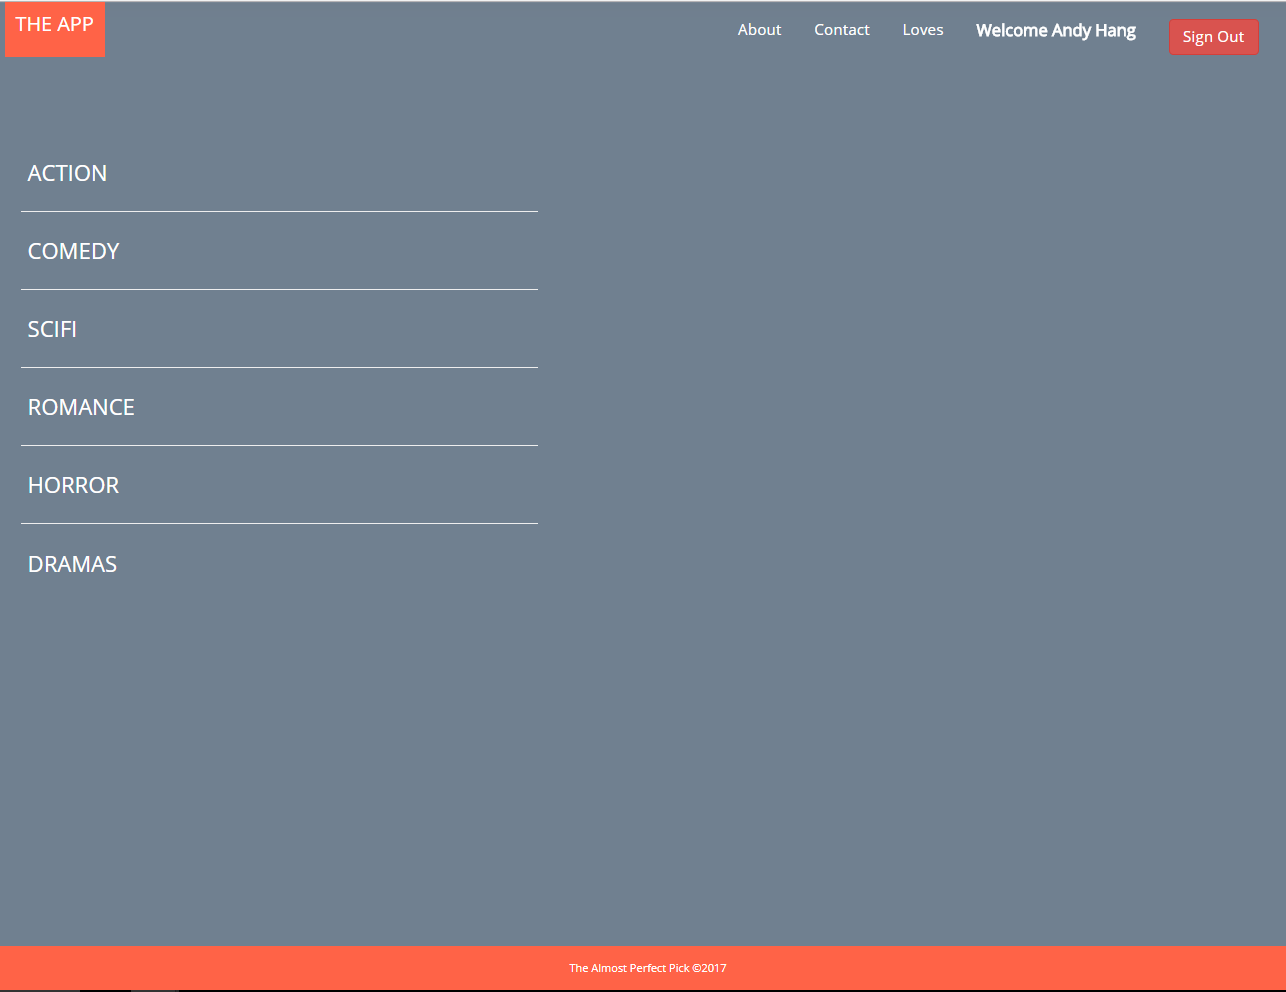 THE APP
About Contact Loves Welcome Andy Hang Sign Out
ACTION
COMEDY
SCIFI
ROMANCE
HORROR
DRAMAS
The Almost Perfect Pick ©2017